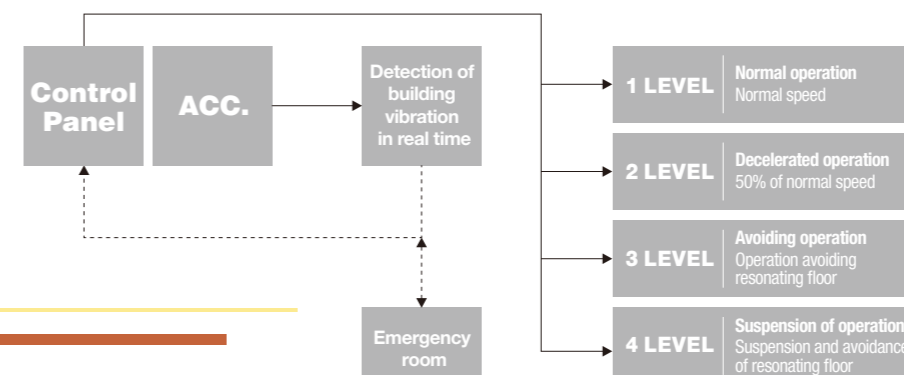 Control
Panel
ACC.
Detection of
building
vibration
in real time
Emergency
room
1 LEVEL
Normal operation
Normal speed
2 LEVEL
Decelerated operation
50% of normal speed
3 LEVEL
Avoiding operation
Operation avoiding
resonating floor
4 LEVEL
Suspension of operation
Suspension and avoidance
of resonating floor